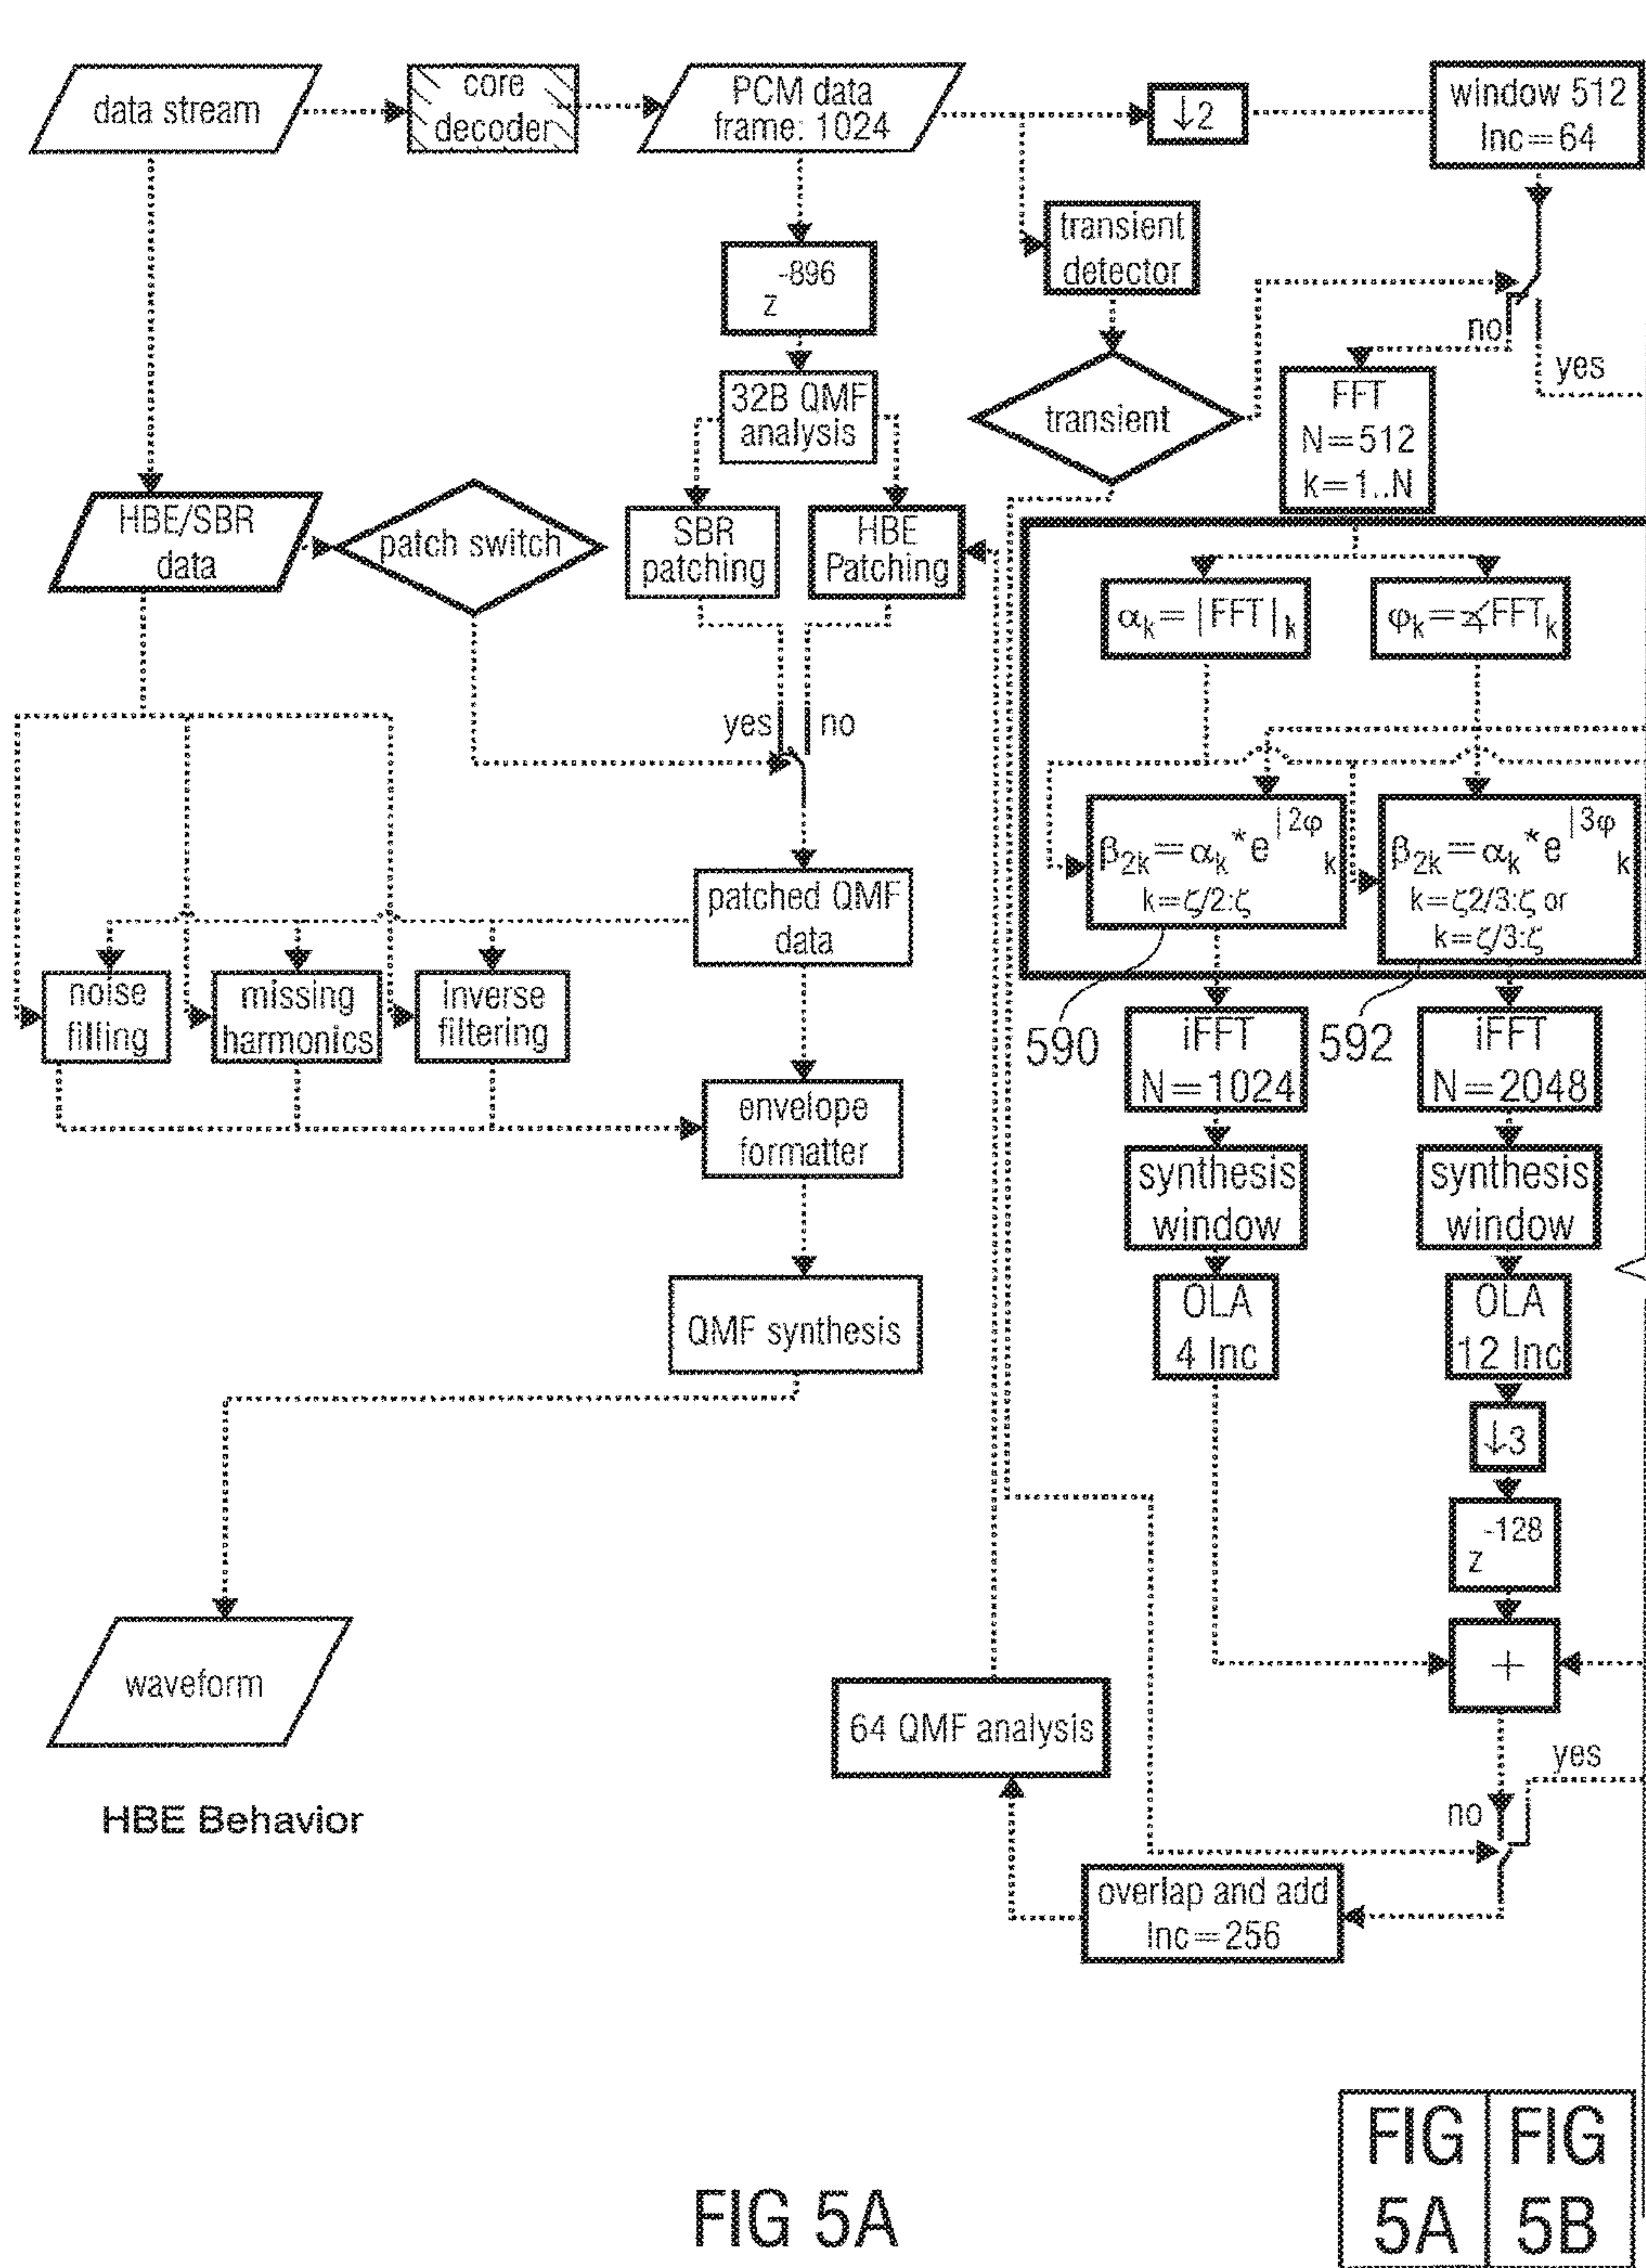 data stream
core
decoder
PCM data
frame: 1024
↓2
window 512
Inc=64
z^-896
transient
detector
no
yes
32B QMF
analysis
transient
FFT
N=512
k=1..N
HBE/SBR
data
patch switch
SBR
patching
HBE
Patching
αk=|FFT|k
φk=∡FFTk
yes
no
β2k=αk*e|2φk
k=ζ/2:ζ
β2k=αk*e|3φk
k=ζ2/3:ζ or
k=ζ/3:ζ
patched QMF
data
noise
filling
missing
harmonics
inverse
filtering
590
iFFT
N=1024
592
iFFT
N=2048
envelope
formatter
synthesis
window
synthesis
window
QMF synthesis
OLA
4 Inc
OLA
12 Inc
↓3
z^-128
+
waveform
64 QMF analysis
yes
no
HBE Behavior
overlap and add
Inc=256
FIG 5A
FIG
5A
FIG
5B